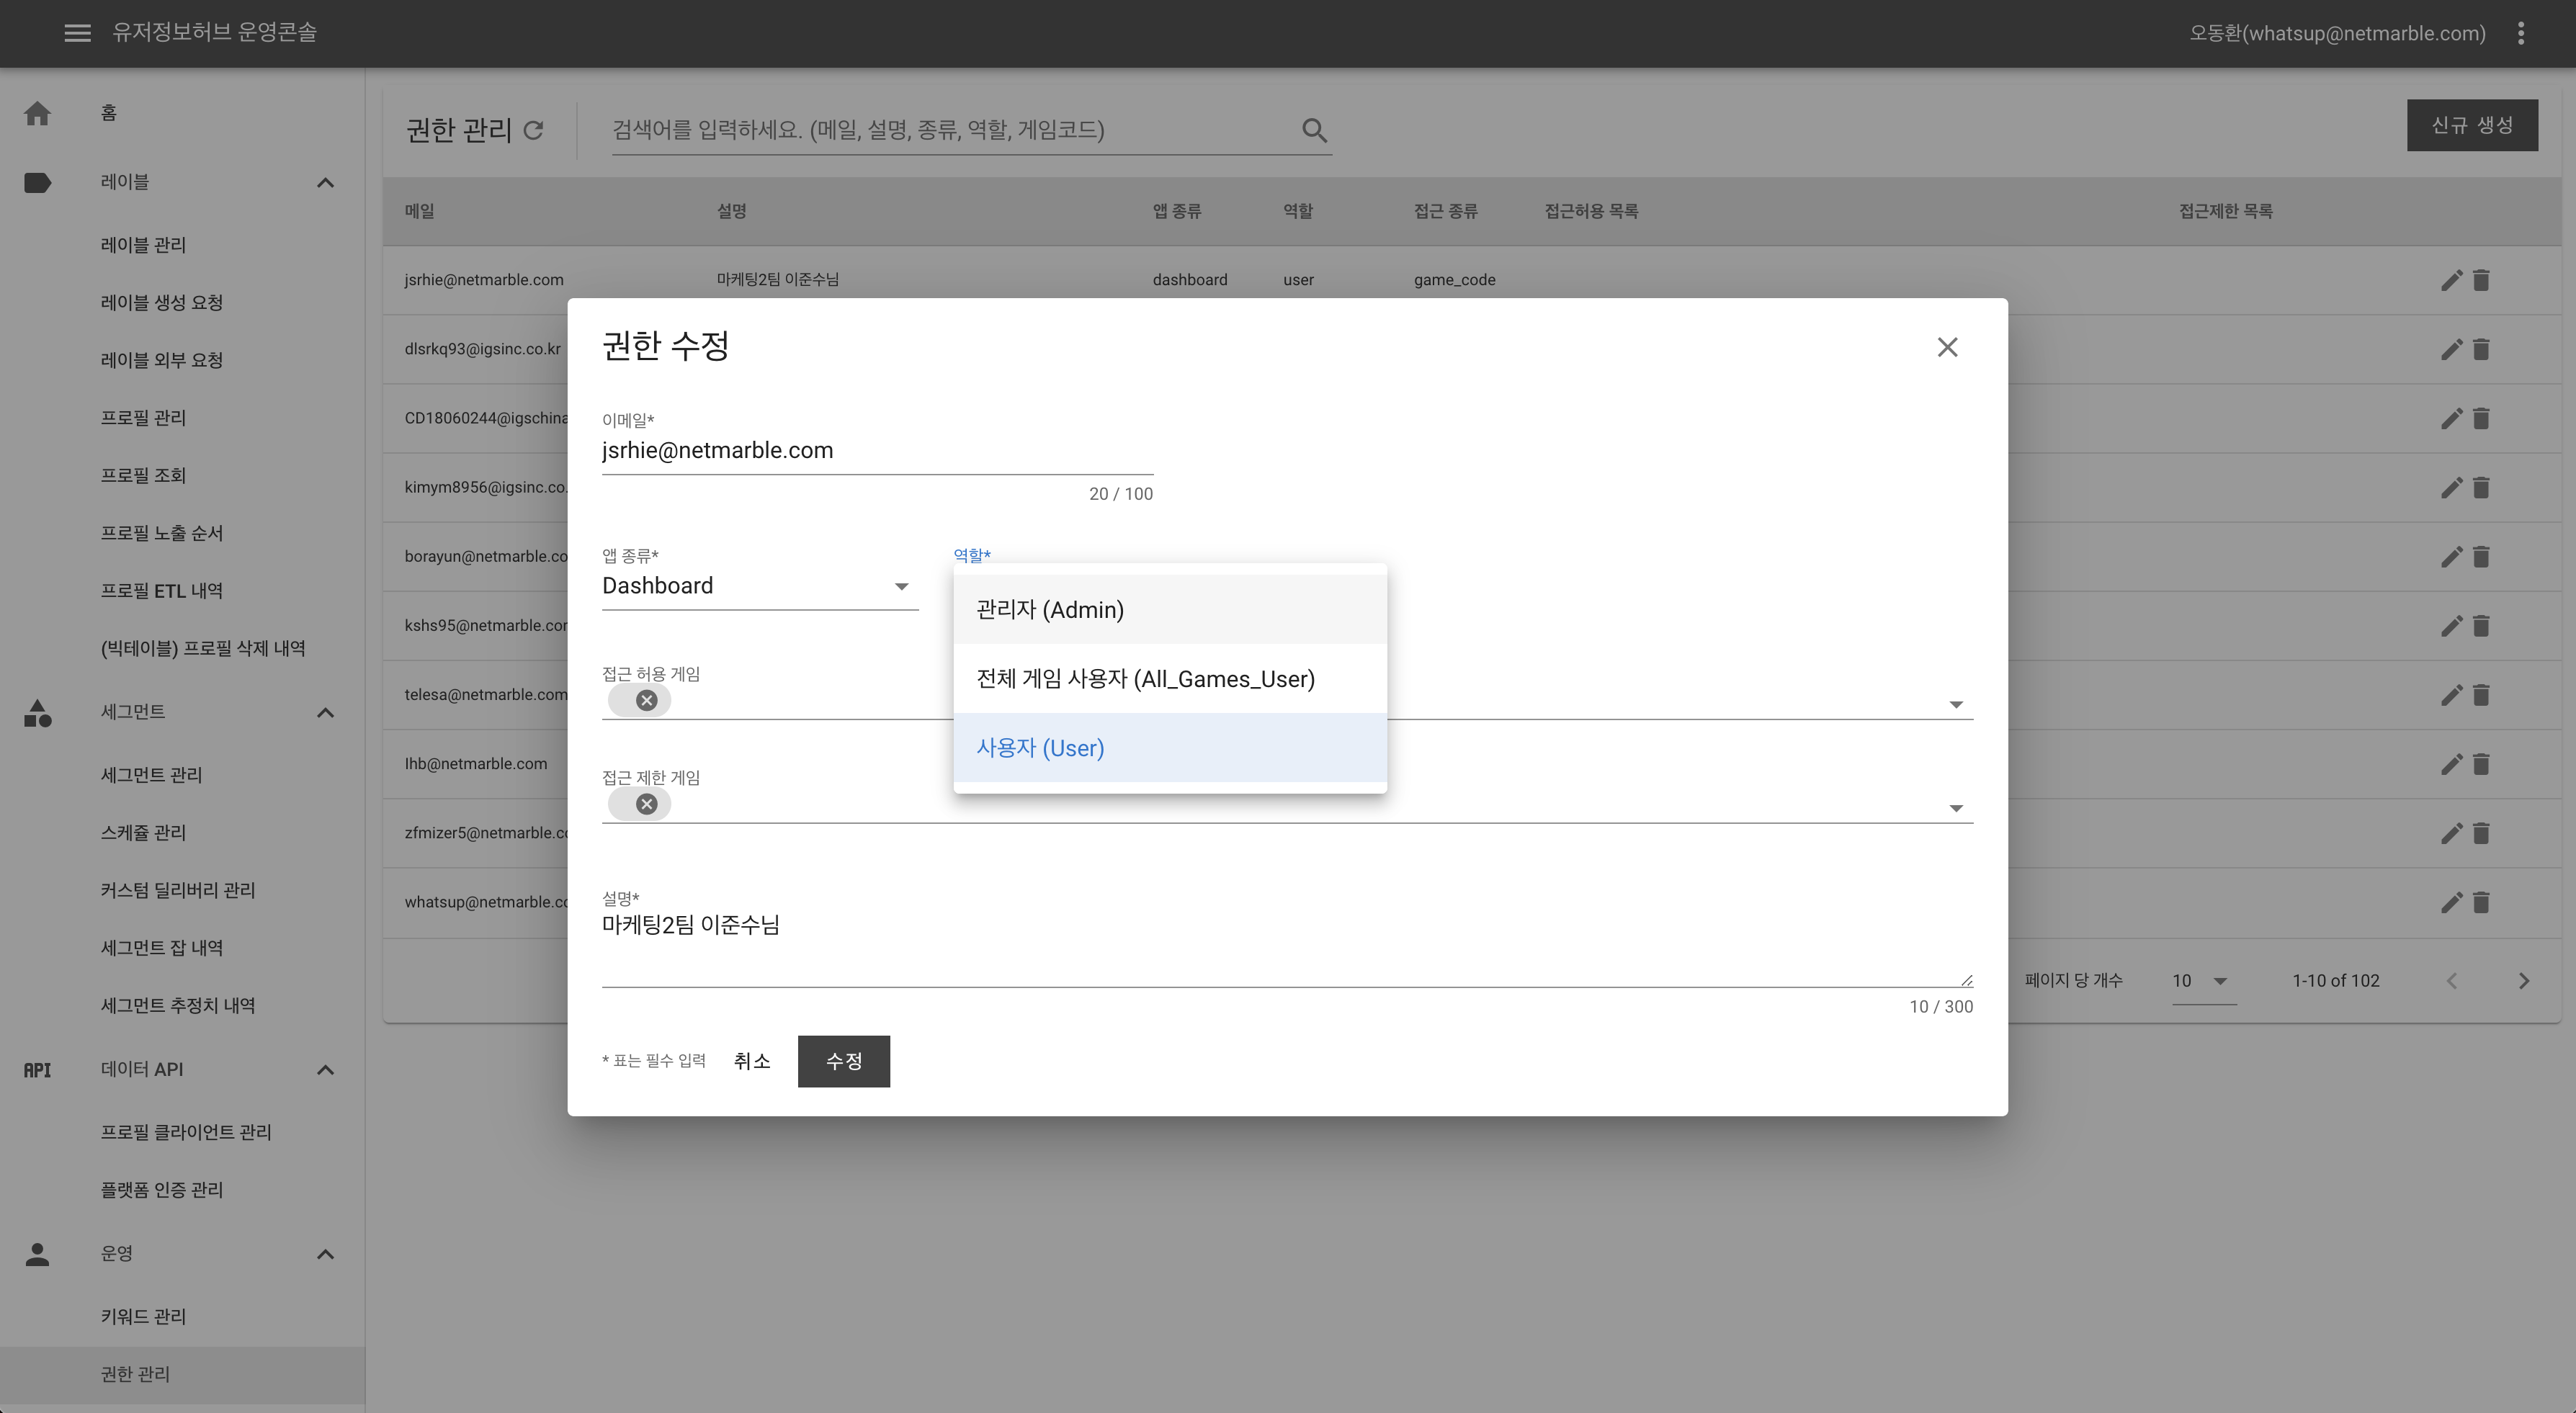 유저정보허브 운영콘솔
오동환(whatsup@netmarble.com)
홈
레이블
레이블 관리
레이블 생성 요청
레이블 외부 요청
프로필 관리
프로필 조회
프로필 노출 순서
프로필 ETL 내역
(빅테이블) 프로필 삭제 내역
세그먼트
세그먼트 관리
스케쥴 관리
커스텀 딜리버리 관리
세그먼트 잡 내역
세그먼트 추정치 내역
API 데이터 API
프로필 클라이언트 관리
플랫폼 인증 관리
운영
키워드 관리
권한 관리
권한 관리
검색어를 입력하세요. (메일, 설명, 종류, 역할, 게임코드)
신규 생성
메일 설명 앱 종류 역할 접근 종류 접근허용 목록 접근제한 목록
jsrhie@netmarble.com 마케팅2팀 이준수님 dashboard user game_code
dlsrkq93@igsinc.co.kr
CD18060244@igschina
kimym8956@igsinc.co.
borayun@netmarble.co
kshs95@netmarble.cor
telesa@netmarble.com
lhb@netmarble.com
zfmizer5@netmarble.co
whatsup@netmarble.co
페이지 당 개수 10 1-10 of 102
권한 수정
이메일*
jsrhie@netmarble.com
20 / 100
앱 종류*
Dashboard
역할*
관리자 (Admin)
전체 게임 사용자 (All_Games_User)
사용자 (User)
접근 허용 게임
접근 제한 게임
설명*
마케팅2팀 이준수님
10 / 300
* 표는 필수 입력 취소 수정